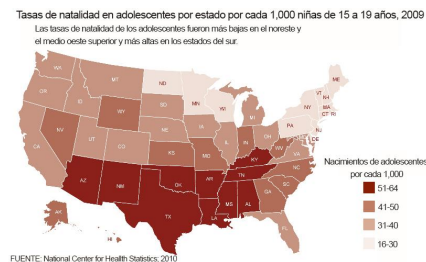 Tasas de natalidad en adolescentes por estado por cada 1,000 niñas de 15 a 19 años, 2009
Las tasas de natalidad de los adolescentes fueron más bajas en el noreste y
el medio oeste superior y más altas en los estados del sur.
WA
MT
ND
MN
ME
OR
ID
SD
WI
VT
NH
NY
MA
CT RI
WY
MI
IA
NE
PA
NJ
NV
UT
CO
IL
IN
OH
DE
WV
VA
CA
KS
MO
KY
NC
TN
AZ
NM
OK
AR
SC
MS
AL
GA
TX
LA
FL
AK
HI
Nacimientos de adolescentes
por cada 1,000
51-64
41-50
31-40
16-30
FUENTE: National Center for Health Statistics; 2010